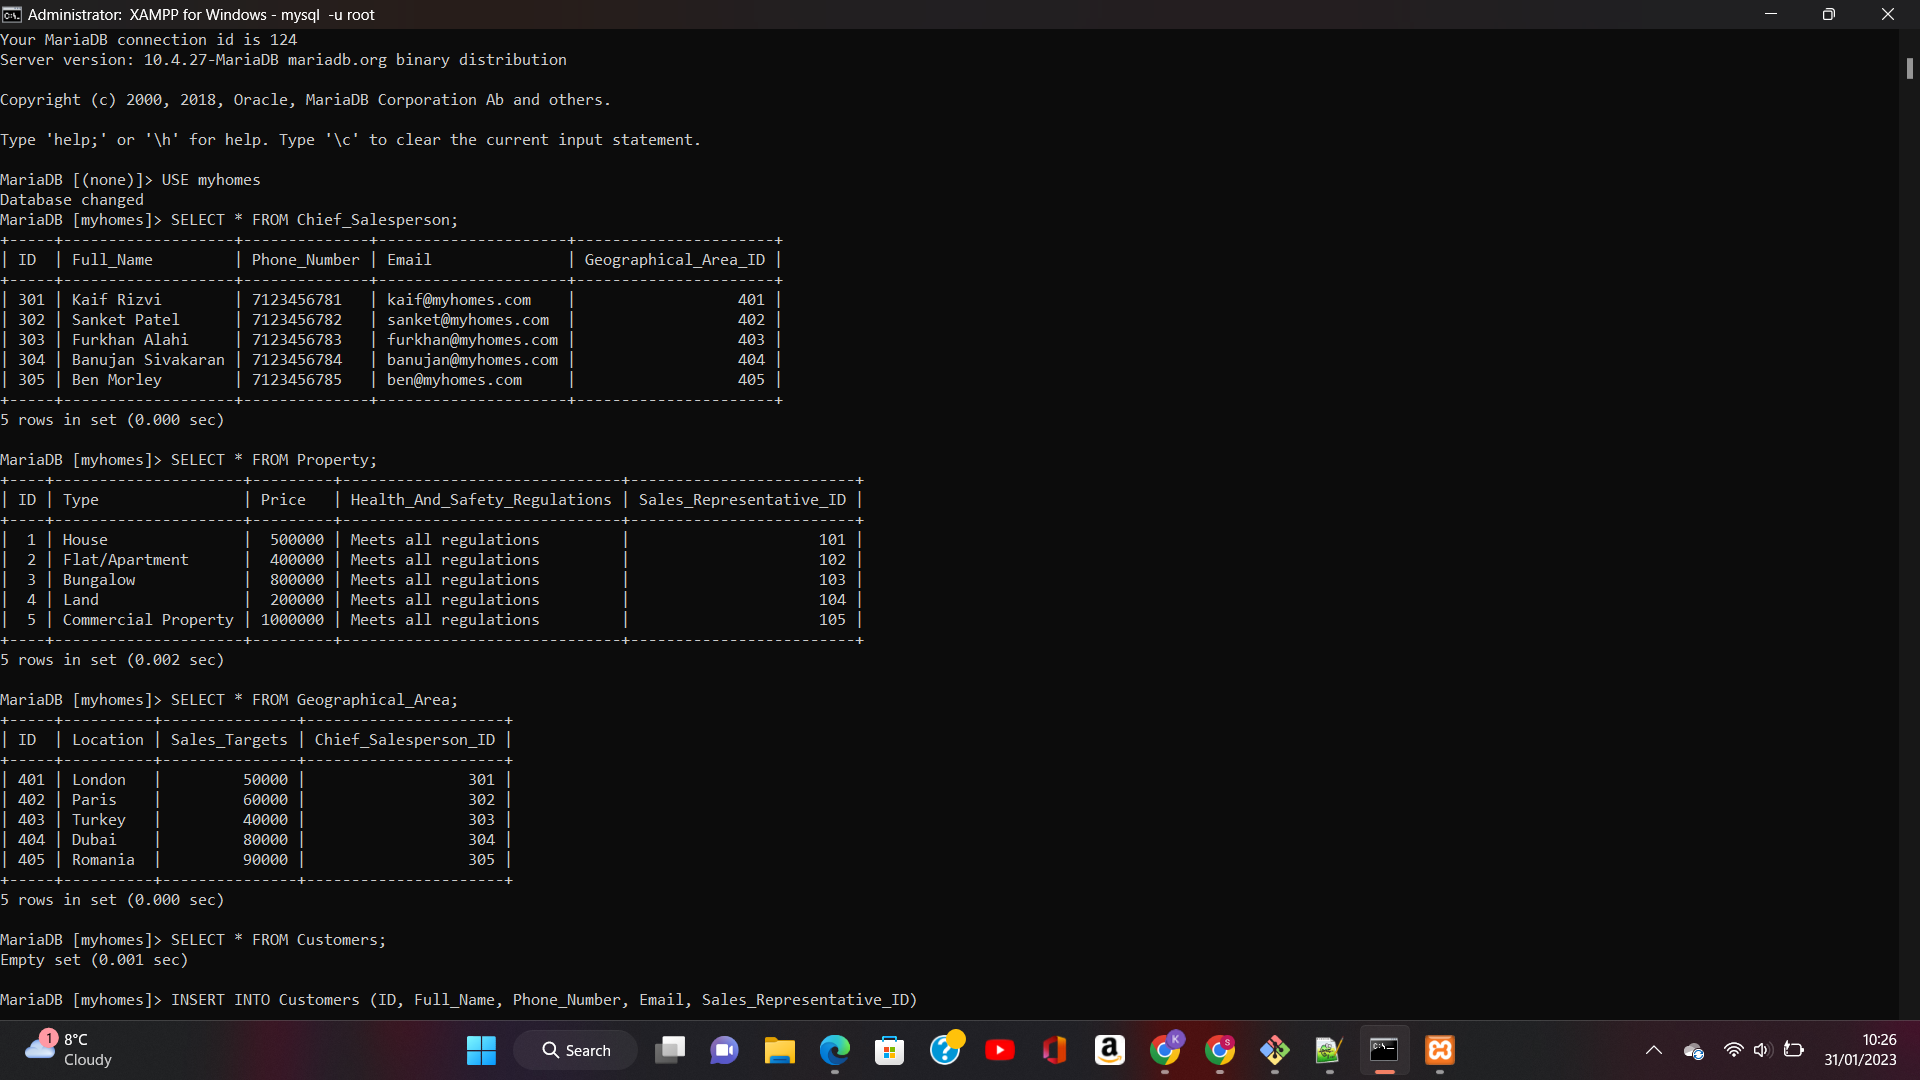 Administrator:  XAMPP for Windows - mysql  -u root
Your MariaDB connection id is 124
Server version: 10.4.27-MariaDB mariadb.org binary distribution
Copyright (c) 2000, 2018, Oracle, MariaDB Corporation Ab and others.
Type 'help;' or '\h' for help. Type '\c' to clear the current input statement.
MariaDB [(none)]> USE myhomes
Database changed
MariaDB [myhomes]> SELECT * FROM Chief_Salesperson;
+-----+-------------------+--------------+---------------------+----------------------+
| ID  | Full_Name         | Phone_Number | Email               | Geographical_Area_ID |
+-----+-------------------+--------------+---------------------+----------------------+
| 301 | Kaif Rizvi        | 7123456781   | kaif@myhomes.com    |                  401 |
| 302 | Sanket Patel      | 7123456782   | sanket@myhomes.com  |                  402 |
| 303 | Furkhan Alahi     | 7123456783   | furkhan@myhomes.com |                  403 |
| 304 | Banujan Sivakaran | 7123456784   | banujan@myhomes.com |                  404 |
| 305 | Ben Morley        | 7123456785   | ben@myhomes.com     |                  405 |
+-----+-------------------+--------------+---------------------+----------------------+
5 rows in set (0.000 sec)
MariaDB [myhomes]> SELECT * FROM Property;
+----+---------------------+---------+-------------------------------+-------------------------+
| ID | Type                | Price   | Health_And_Safety_Regulations | Sales_Representative_ID |
+----+---------------------+---------+-------------------------------+-------------------------+
|  1 | House               |  500000 | Meets all regulations         |                     101 |
|  2 | Flat/Apartment      |  400000 | Meets all regulations         |                     102 |
|  3 | Bungalow            |  800000 | Meets all regulations         |                     103 |
|  4 | Land                |  200000 | Meets all regulations         |                     104 |
|  5 | Commercial Property | 1000000 | Meets all regulations         |                     105 |
+----+---------------------+---------+-------------------------------+-------------------------+
5 rows in set (0.002 sec)
MariaDB [myhomes]> SELECT * FROM Geographical_Area;
+-----+----------+---------------+----------------------+
| ID  | Location | Sales_Targets | Chief_Salesperson_ID |
+-----+----------+---------------+----------------------+
| 401 | London   |         50000 |                  301 |
| 402 | Paris    |         60000 |                  302 |
| 403 | Turkey   |         40000 |                  303 |
| 404 | Dubai    |         80000 |                  304 |
| 405 | Romania  |         90000 |                  305 |
+-----+----------+---------------+----------------------+
5 rows in set (0.000 sec)
MariaDB [myhomes]> SELECT * FROM Customers;
Empty set (0.001 sec)
MariaDB [myhomes]> INSERT INTO Customers (ID, Full_Name, Phone_Number, Email, Sales_Representative_ID)
1
8°C
Cloudy
Search
a
K
S
10:26
31/01/2023